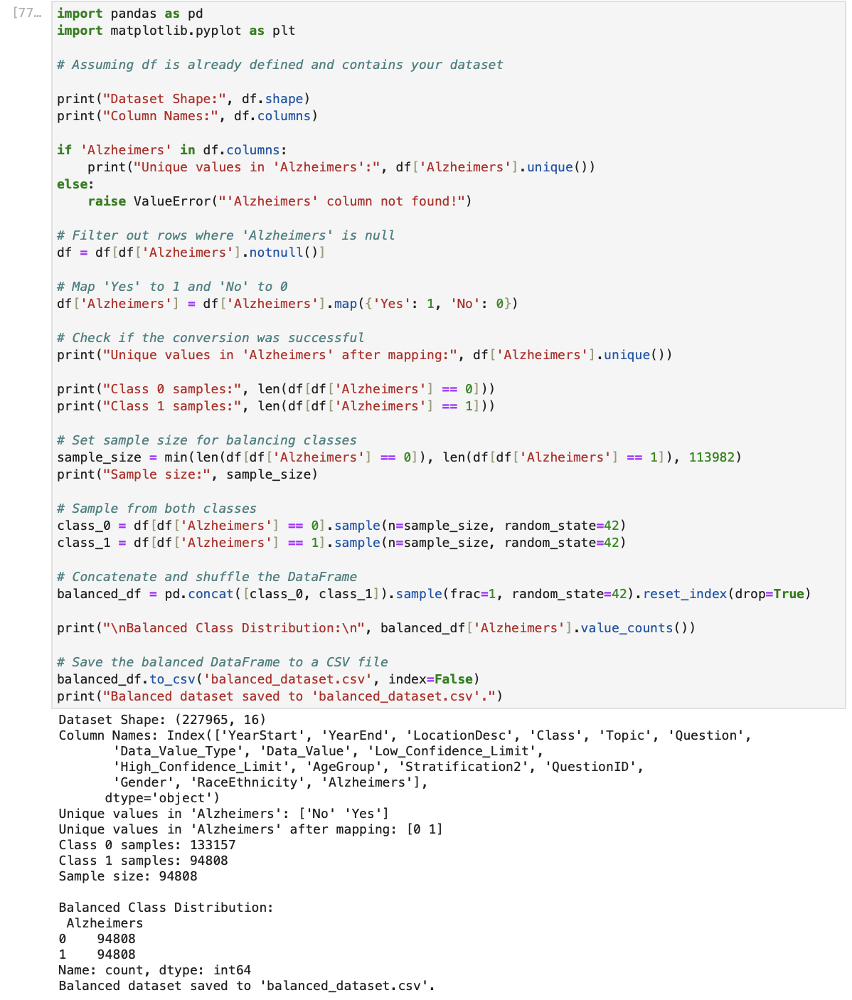 [77…
import pandas as pd
import matplotlib.pyplot as plt
# Assuming df is already defined and contains your dataset
print("Dataset Shape:", df.shape)
print("Column Names:", df.columns)
if 'Alzheimers' in df.columns:
    print("Unique values in 'Alzheimers':", df['Alzheimers'].unique())
else:
    raise ValueError("'Alzheimers' column not found!")
# Filter out rows where 'Alzheimers' is null
df = df[df['Alzheimers'].notnull()]
# Map 'Yes' to 1 and 'No' to 0
df['Alzheimers'] = df['Alzheimers'].map({'Yes': 1, 'No': 0})
# Check if the conversion was successful
print("Unique values in 'Alzheimers' after mapping:", df['Alzheimers'].unique())
print("Class 0 samples:", len(df[df['Alzheimers'] == 0]))
print("Class 1 samples:", len(df[df['Alzheimers'] == 1]))
# Set sample size for balancing classes
sample_size = min(len(df[df['Alzheimers'] == 0]), len(df[df['Alzheimers'] == 1]), 113982)
print("Sample size:", sample_size)
# Sample from both classes
class_0 = df[df['Alzheimers'] == 0].sample(n=sample_size, random_state=42)
class_1 = df[df['Alzheimers'] == 1].sample(n=sample_size, random_state=42)
# Concatenate and shuffle the DataFrame
balanced_df = pd.concat([class_0, class_1]).sample(frac=1, random_state=42).reset_index(drop=True)
print("\nBalanced Class Distribution:\n", balanced_df['Alzheimers'].value_counts())
# Save the balanced DataFrame to a CSV file
balanced_df.to_csv('balanced_dataset.csv', index=False)
print("Balanced dataset saved to 'balanced_dataset.csv'.")
Dataset Shape: (227965, 16)
Column Names: Index(['YearStart', 'YearEnd', 'LocationDesc', 'Class', 'Topic', 'Question',
       'Data_Value_Type', 'Data_Value', 'Low_Confidence_Limit',
       'High_Confidence_Limit', 'AgeGroup', 'Stratification2', 'QuestionID',
       'Gender', 'RaceEthnicity', 'Alzheimers'],
      dtype='object')
Unique values in 'Alzheimers': ['No' 'Yes']
Unique values in 'Alzheimers' after mapping: [0 1]
Class 0 samples: 133157
Class 1 samples: 94808
Sample size: 94808
Balanced Class Distribution:
 Alzheimers
0    94808
1    94808
Name: count, dtype: int64
Balanced dataset saved to 'balanced_dataset.csv'.